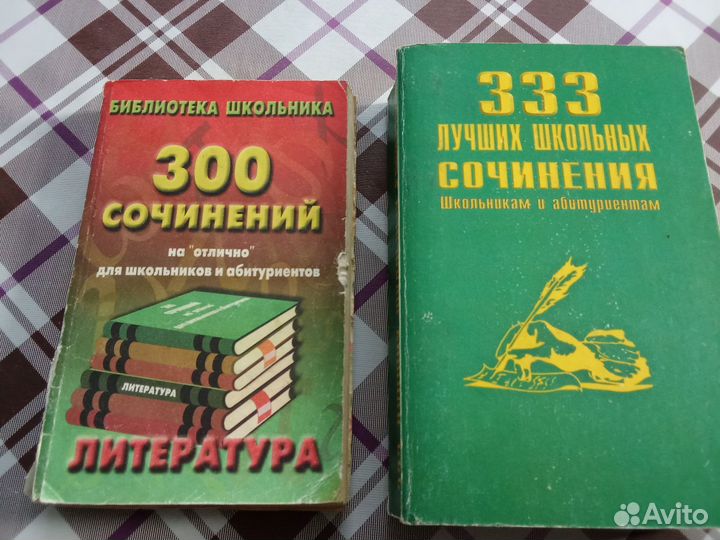 БИБЛИОТЕКА ШКОЛЬНИКА
300
СОЧИНЕНИЙ
на "отлично"
для школьников и абитуриентов
ЛИТЕРАТУРА
ЛИТЕРАТУРА
333
ЛУЧШИХ ШКОЛЬНЫХ
СОЧИНЕНИЯ
Школьникам и абитуриентам
Avito